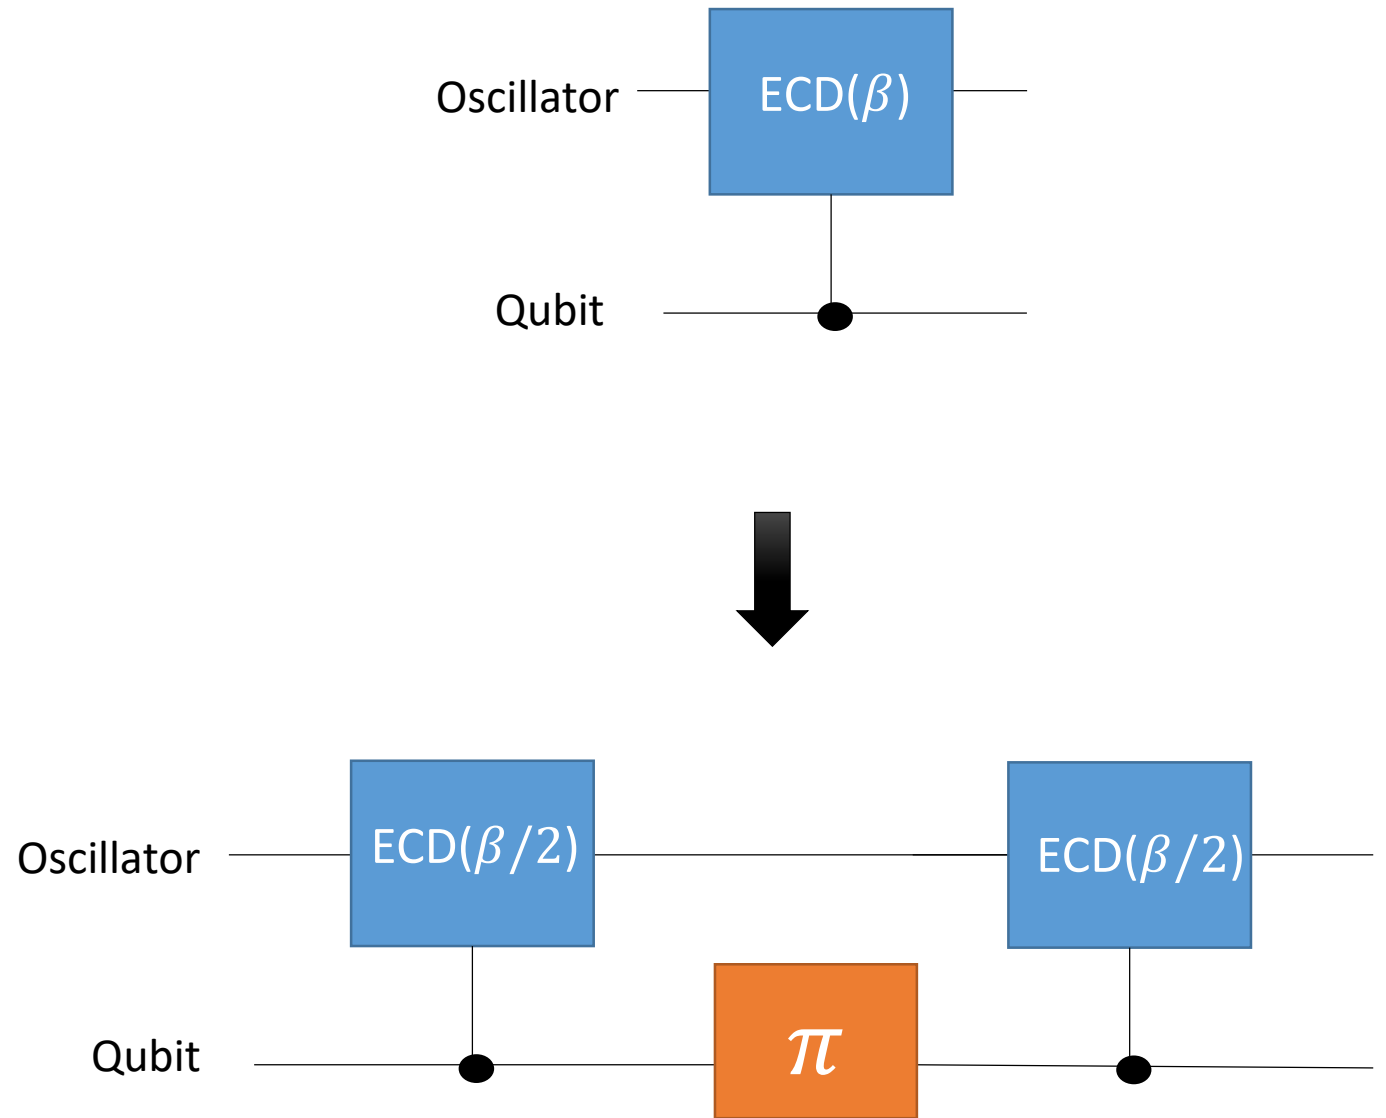 ECD(β)
Oscillator
Qubit
ECD(β/2)
ECD(β/2)
Oscillator
π
Qubit